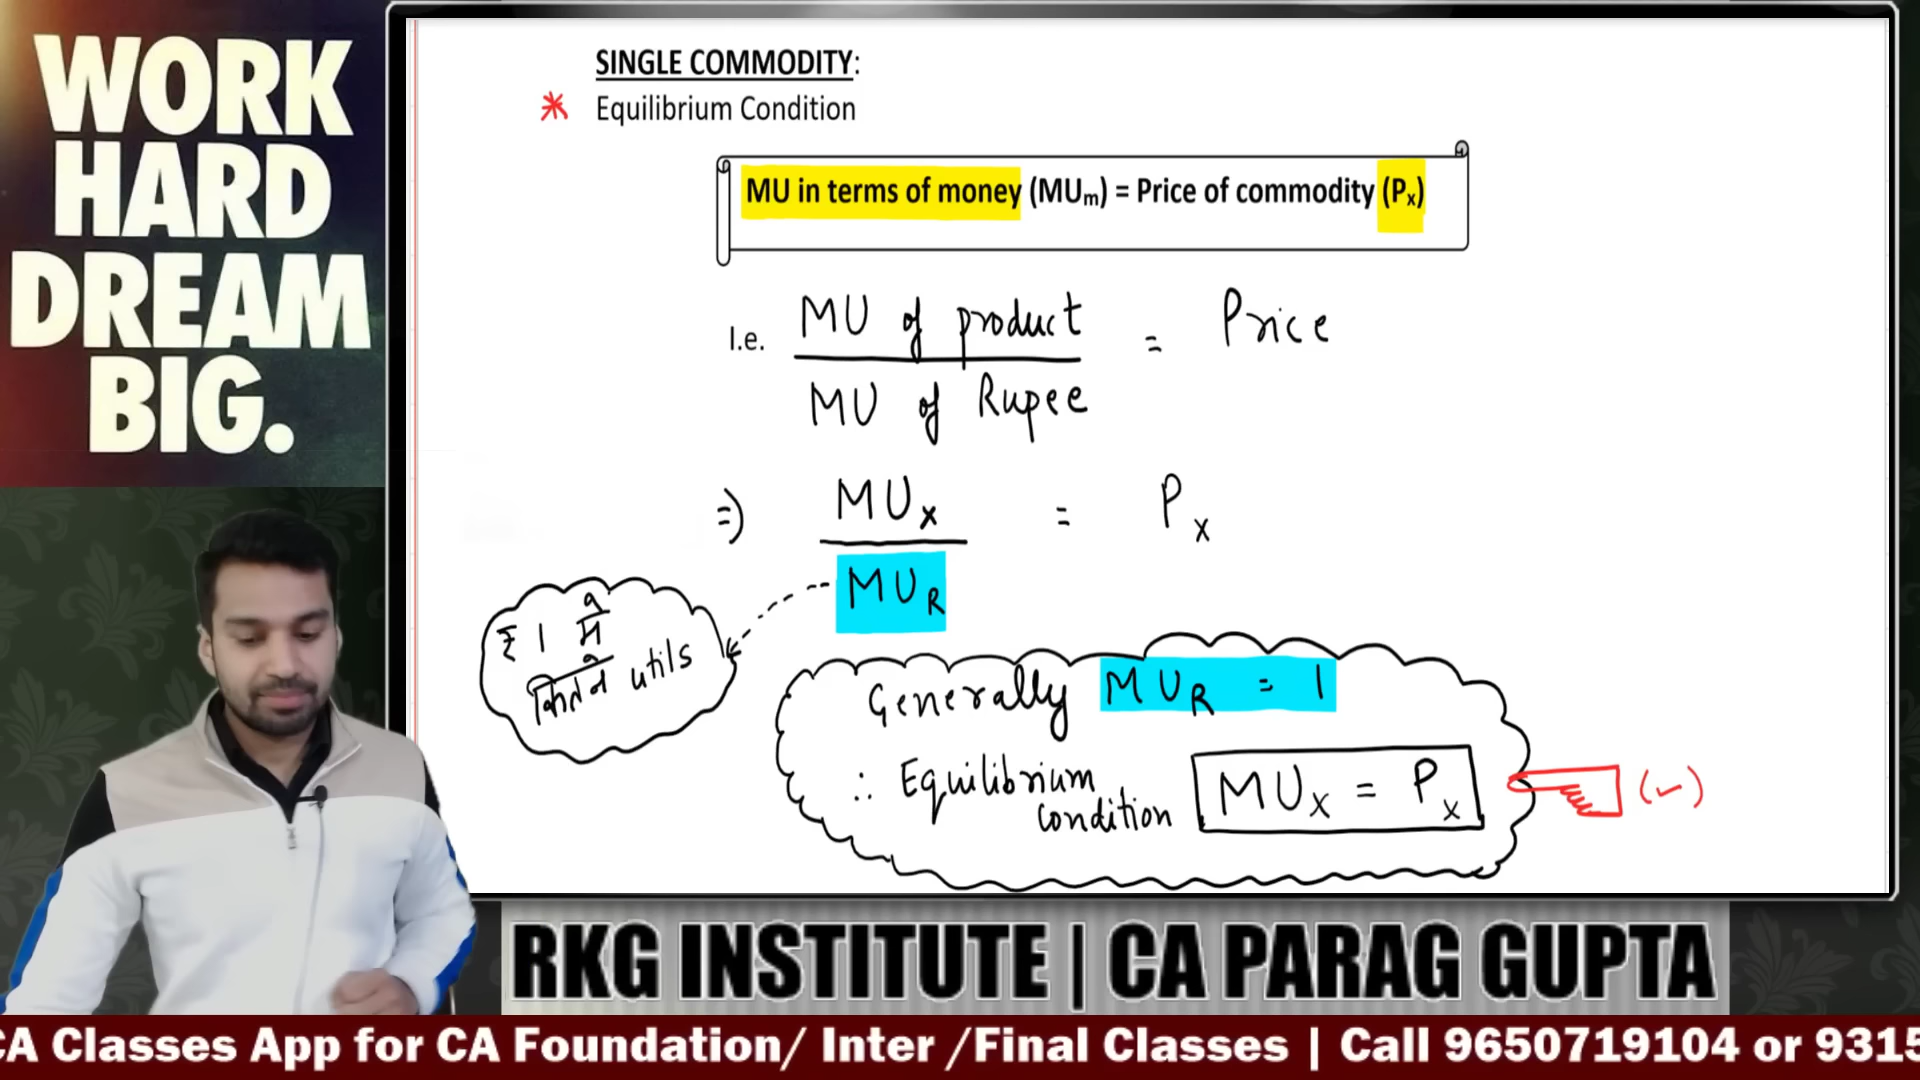 WORK
HARD
DREAM
BIG.
SINGLE COMMODITY:
* Equilibrium Condition
MU in terms of money (MUm) = Price of commodity (Px)
I.e. MU of product = Price
MU of Rupee
=) MUx = Px
MUR
₹ 1 में
कितने utils
Generally MUR = 1
∴ Equilibrium
condition MUx = Px (✓)
RKG INSTITUTE | CA PARAG GUPTA
CA Classes App for CA Foundation/ Inter /Final Classes | Call 9650719104 or 9315